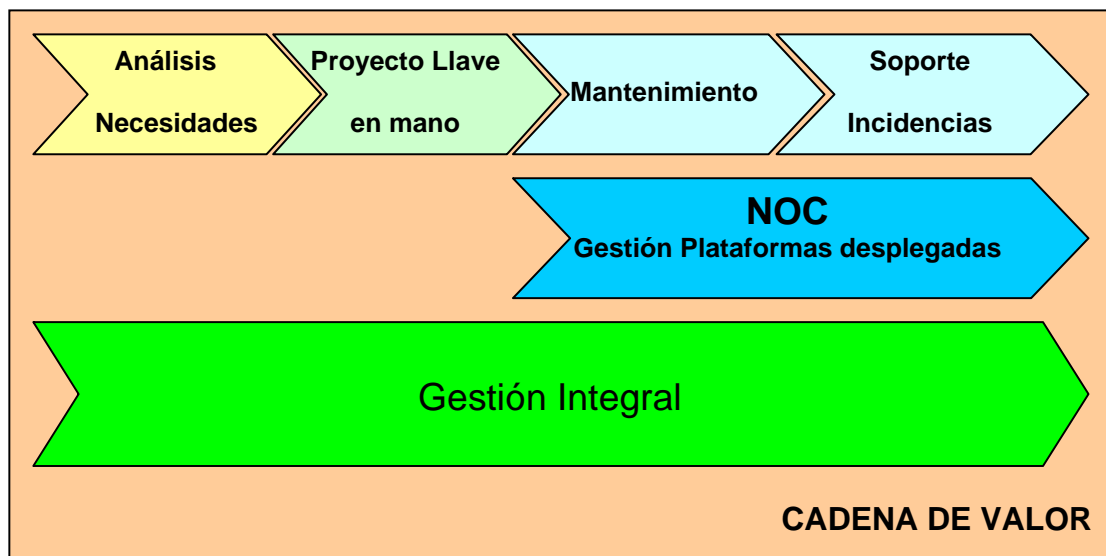 Análisis
Necesidades
Proyecto Llave
en mano
Mantenimiento
Soporte
Incidencias
NOC
Gestión Plataformas desplegadas
Gestión Integral
CADENA DE VALOR